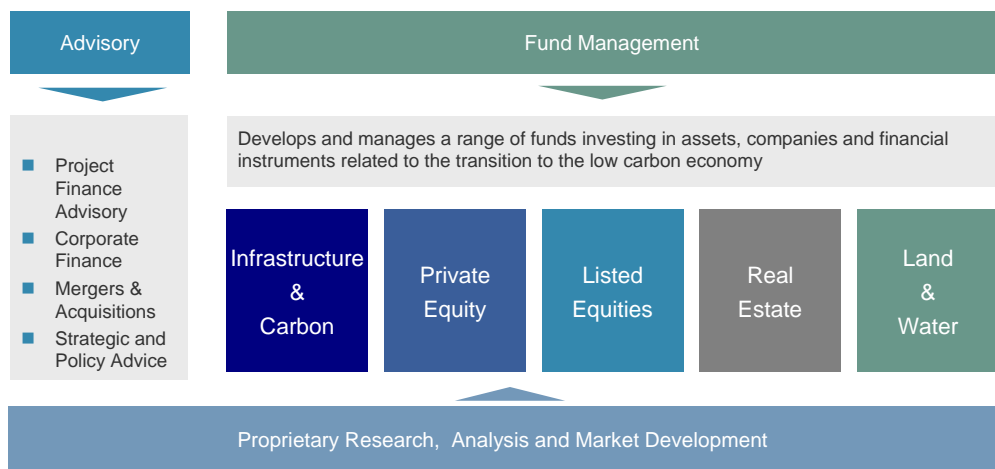 Advisory
Project
Finance
Advisory
Corporate
Finance
Mergers &
Acquisitions
Strategic and
Policy Advice
Fund Management
Develops and manages a range of funds investing in assets, companies and financial
instruments related to the transition to the low carbon economy
Infrastructure
&
Carbon
Private
Equity
Listed
Equities
Real
Estate
Land
&
Water
Proprietary Research, Analysis and Market Development